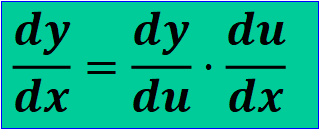 dy/dx = dy/du · du/dx